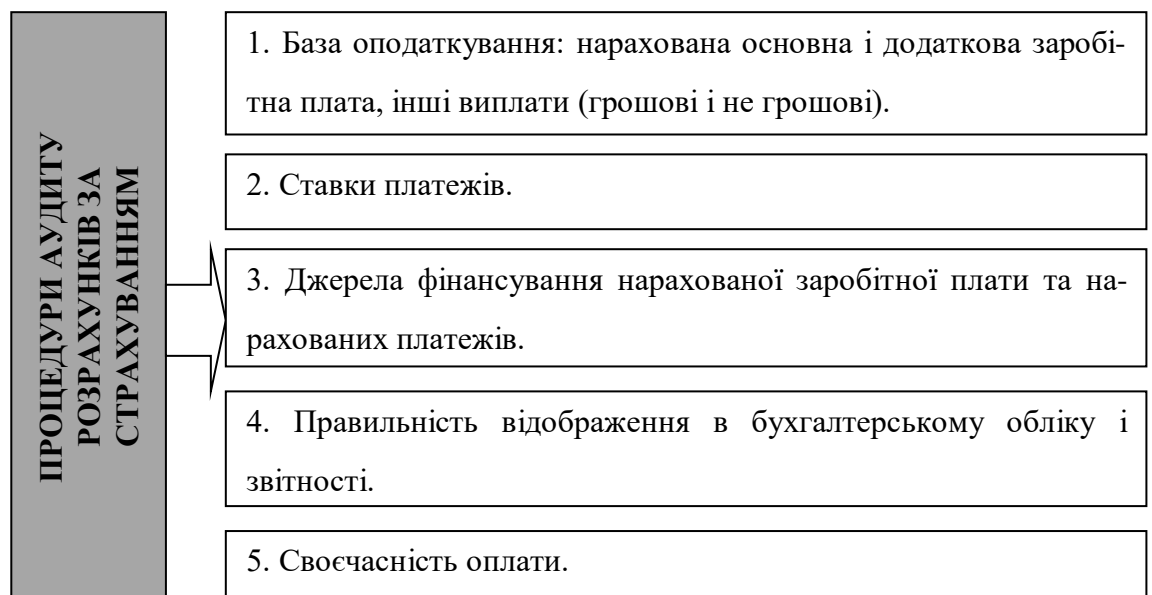 ПРОЦЕДУРИ АУДИТУ
РОЗРАХУНКІВ ЗА
СТРАХУВАННЯМ
1. База оподаткування: нарахована основна і додаткова заробі-
тна плата, інші виплати (грошові і не грошові).
2. Ставки платежів.
3. Джерела фінансування нарахованої заробітної плати та на-
рахованих платежів.
4. Правильність відображення в бухгалтерському обліку і
звітності.
5. Своєчасність оплати.